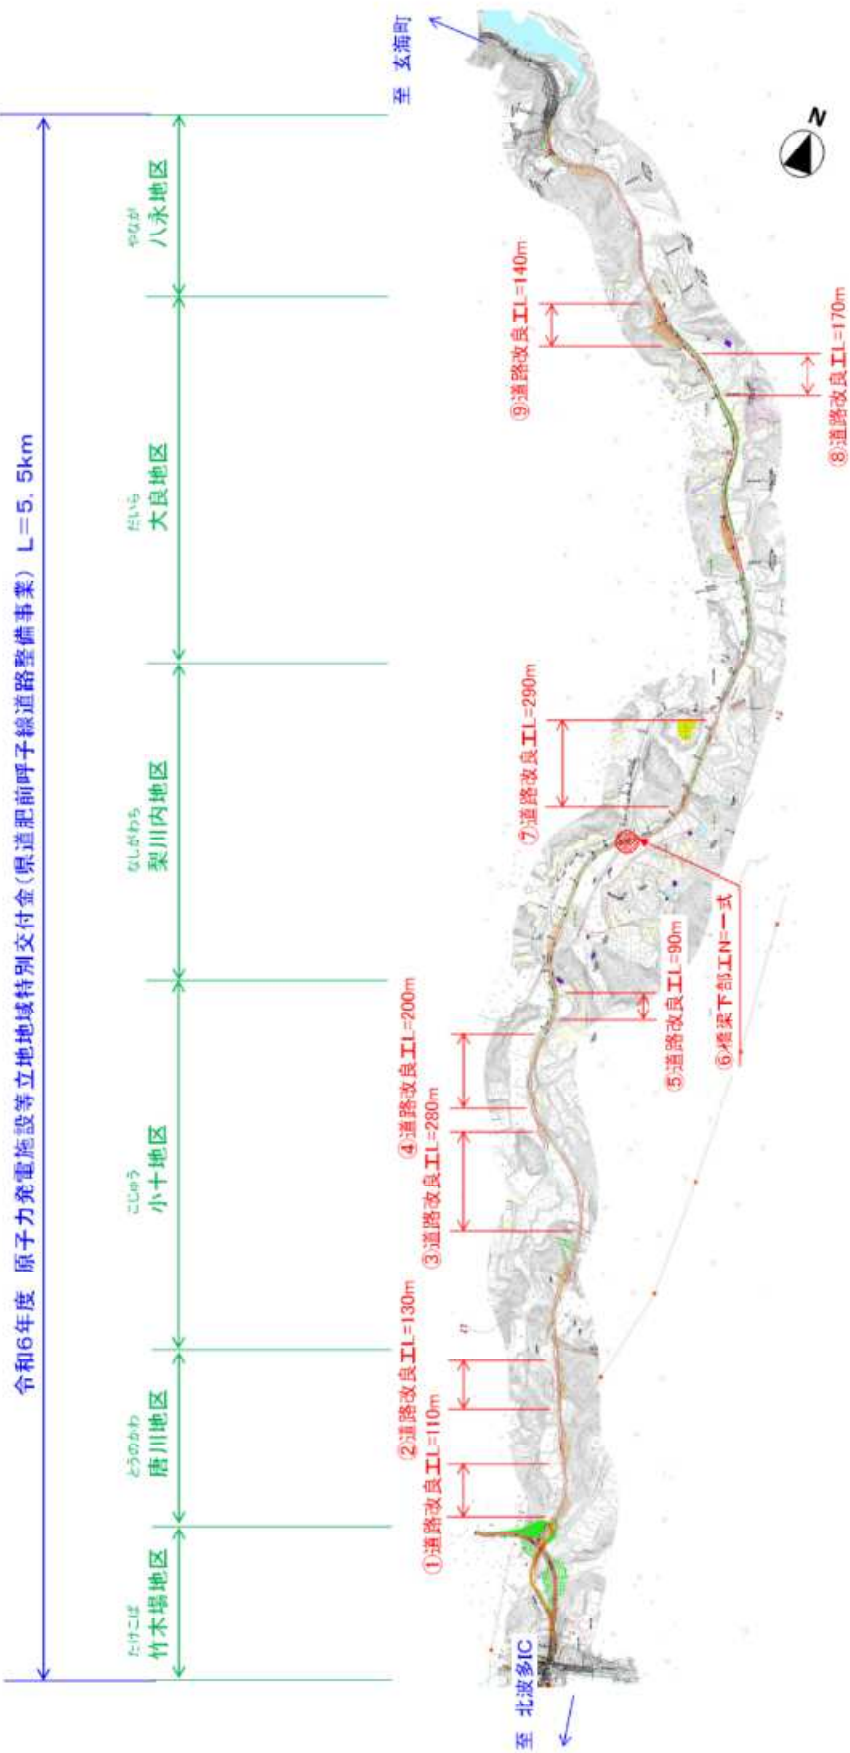 令和6年度 原子力発電施設等立地地域特別交付金(県道肥前呼子線道路整備事業) L=5.5km
たけこば
竹木場地区
とうのかわ
唐川地区
こじゅう
小十地区
なしがわち
梨川内地区
だいら
大良地区
やなが
八永地区
①道路改良工L=110m
②道路改良工L=130m
③道路改良工L=280m
④道路改良工L=200m
⑤道路改良工L=90m
⑥橋梁下部工N=一式
⑦道路改良工L=290m
⑧道路改良工L=170m
⑨道路改良工L=140m
至 北波多IC
至 玄海町
N